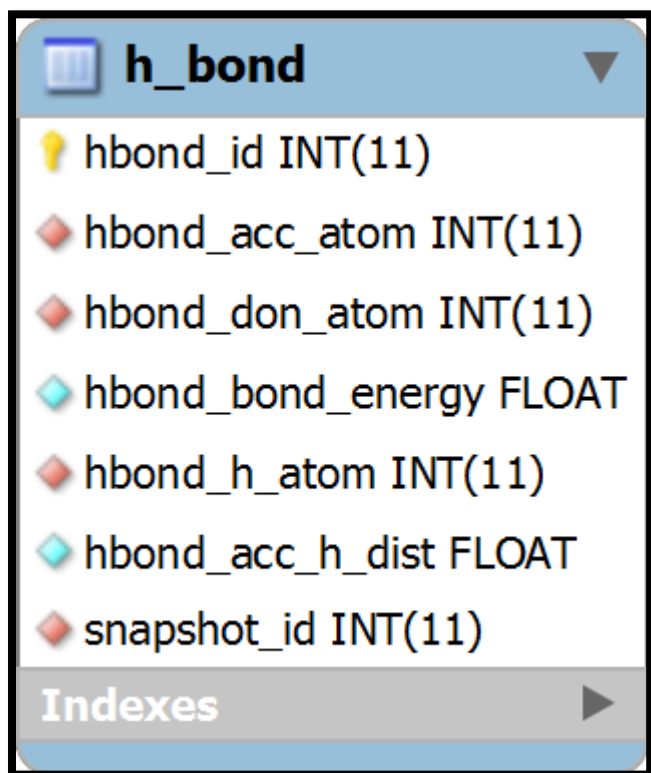 h_bond
hbond_id INT(11)
hbond_acc_atom INT(11)
hbond_don_atom INT(11)
hbond_bond_energy FLOAT
hbond_h_atom INT(11)
hbond_acc_h_dist FLOAT
snapshot_id INT(11)
Indexes